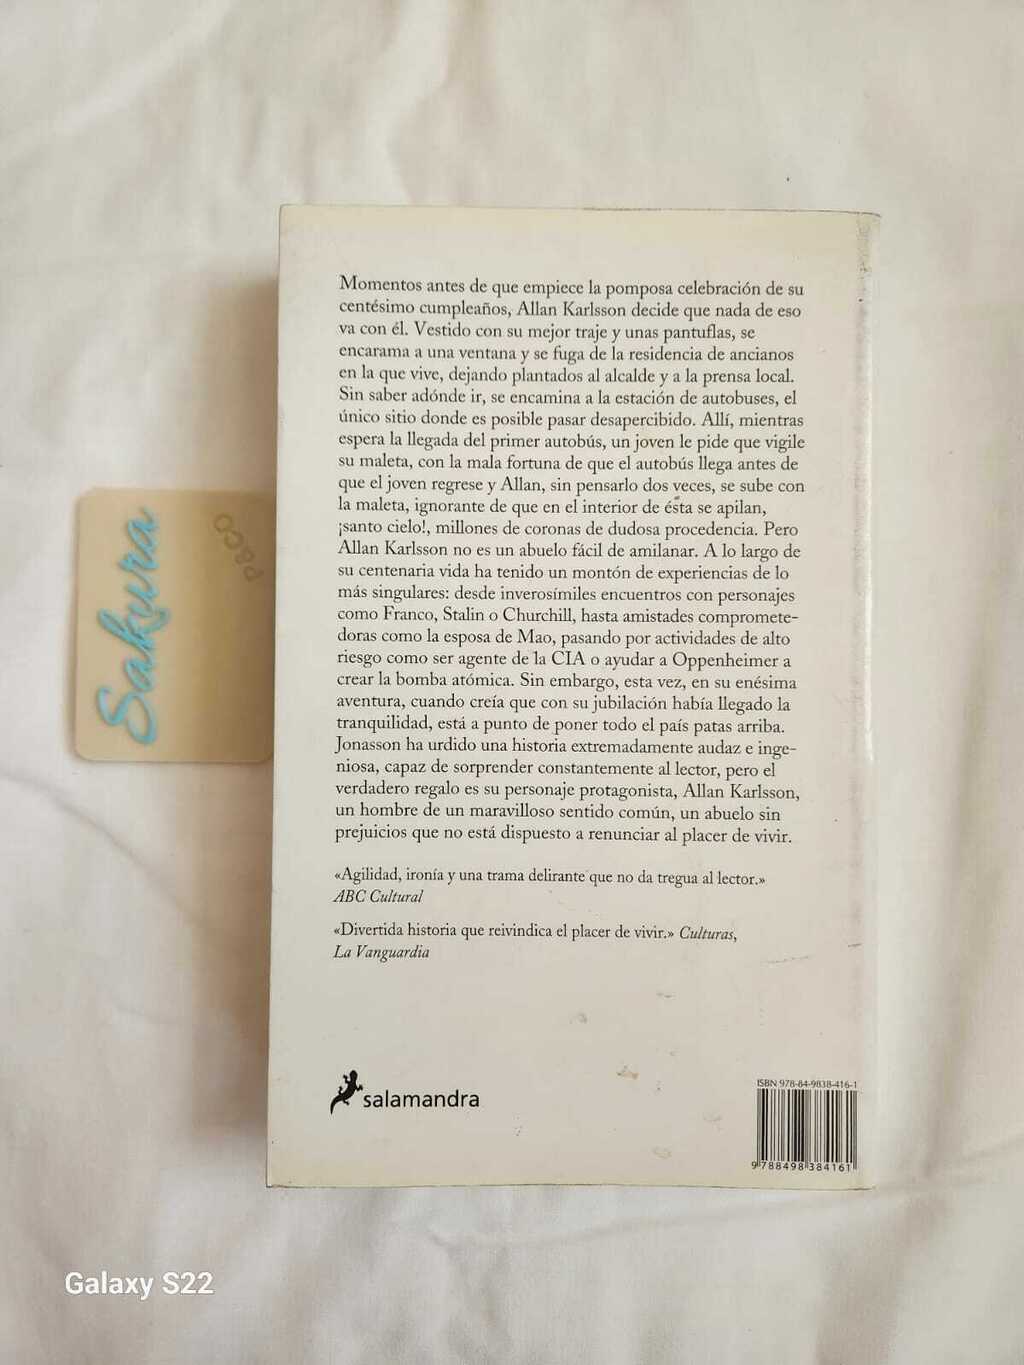 Momentos antes de que empiece la pomposa celebración de su
centésimo cumpleaños, Allan Karlsson decide que nada de eso
va con él. Vestido con su mejor traje y unas pantuflas, se
encarama a una ventana y se fuga de la residencia de ancianos
en la que vive, dejando plantados al alcalde y a la prensa local.
Sin saber adónde ir, se encamina a la estación de autobuses, el
único sitio donde es posible pasar desapercibido. Allí, mientras
espera la llegada del primer autobús, un joven le pide que vigile
su maleta, con la mala fortuna de que el autobús llega antes de
que el joven regrese y Allan, sin pensarlo dos veces, se sube con
la maleta, ignorante de que en el interior de ésta se apilan,
¡santo cielo!, millones de coronas de dudosa procedencia. Pero
Allan Karlsson no es un abuelo fácil de amilanar. A lo largo de
su centenaria vida ha tenido un montón de experiencias de lo
más singulares: desde inverosímiles encuentros con personajes
como Franco, Stalin o Churchill, hasta amistades compromete-
doras como la esposa de Mao, pasando por actividades de alto
riesgo como ser agente de la CIA o ayudar a Oppenheimer a
crear la bomba atómica. Sin embargo, esta vez, en su enésima
aventura, cuando creía que con su jubilación había llegado la
tranquilidad, está a punto de poner todo el país patas arriba.
Jonasson ha urdido una historia extremadamente audaz e inge-
niosa, capaz de sorprender constantemente al lector, pero el
verdadero regalo es su personaje protagonista, Allan Karlsson,
un hombre de un maravilloso sentido común, un abuelo sin
prejuicios que no está dispuesto a renunciar al placer de vivir.
«Agilidad, ironía y una trama delirante que no da tregua al lector.»
ABC Cultural
«Divertida historia que reivindica el placer de vivir.» Culturas,
La Vanguardia
salamandra
ISBN 978-84-9838-416-1
9 788498 384161
Sakura
P&CO
Galaxy S22